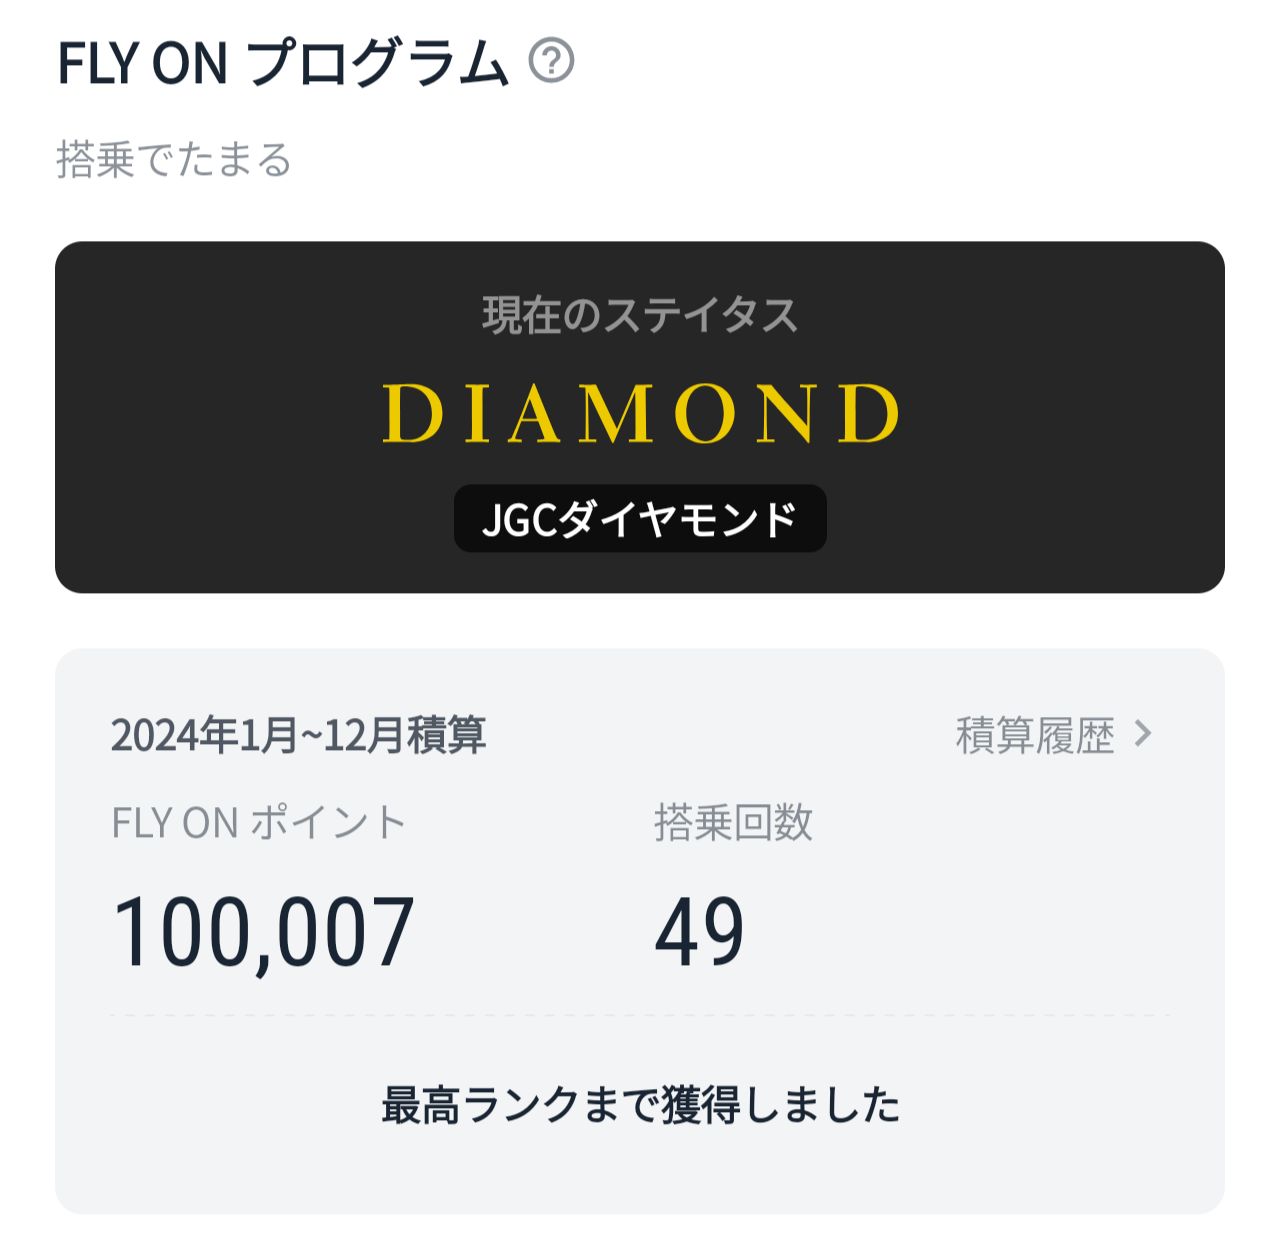 FLY ON プログラム ?
搭乗でたまる
現在のステイタス
DIAMOND
JGCダイヤモンド
2024年1月~12月積算 積算履歴 >
FLY ON ポイント 搭乗回数
100,007 49
最高ランクまで獲得しました